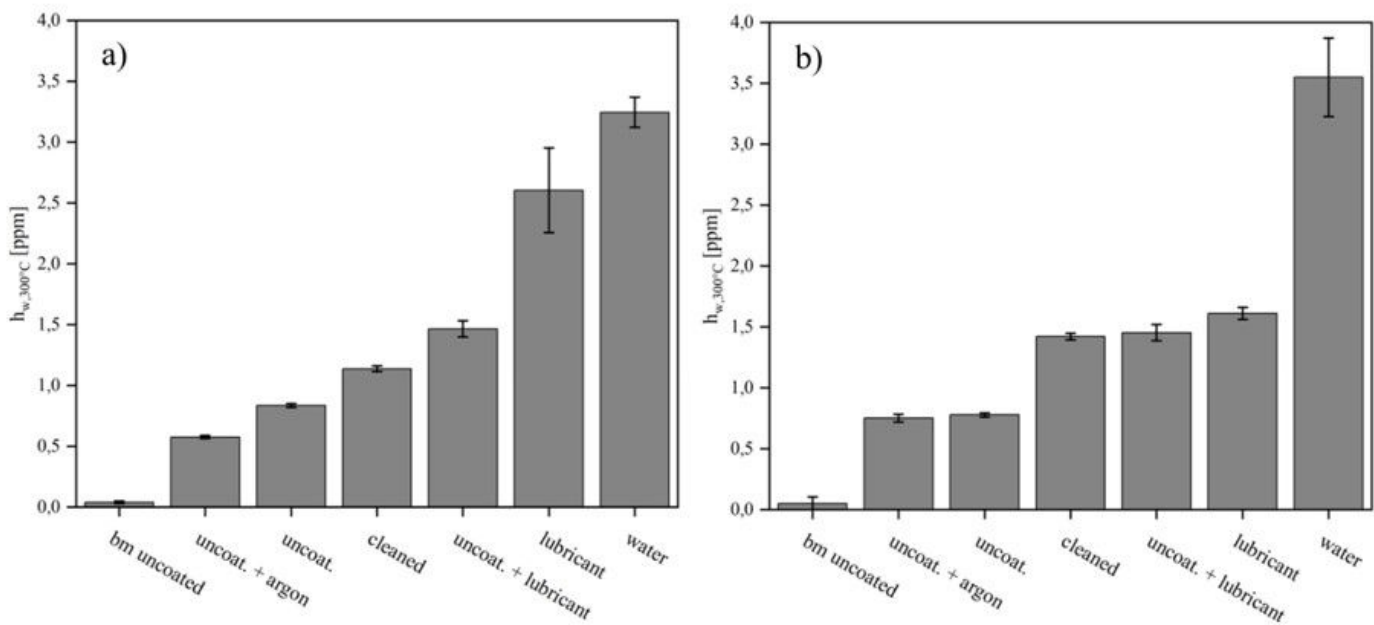 a)
4,0
3,5
3,0
2,5
2,0
1,5
1,0
0,5
0,0
hw,300°C [ppm]
bm uncoated
uncoat. + argon
uncoat.
cleaned
uncoat. + lubricant
lubricant
water
b)
4,0
3,5
3,0
2,5
2,0
1,5
1,0
0,5
0,0
hw,300°C [ppm]
bm uncoated
uncoat. + argon
uncoat.
cleaned
uncoat. + lubricant
lubricant
water